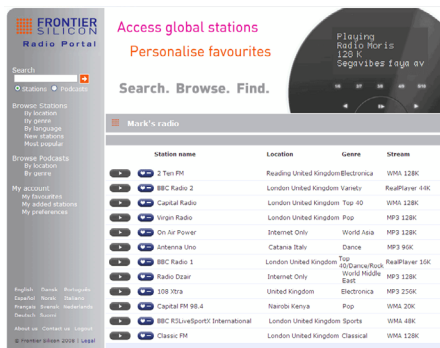 FRONTIER
SILICON
Radio Portal
Access global stations
Personalise favourites
Search. Browse. Find.
Playing
Radio Moris
128 K
Segavibes faya av
Search
Stations Podcasts
Browse Stations
By location
By genre
By language
New stations
Most popular
Browse Podcasts
By location
By genre
My account
My favourites
My added stations
My preferences
English Dansk Português
Español Norsk Italiano
Français Svensk Nederlands
Deutsch Suomi
About us Contact us Logout
© Frontier Silicon 2008 | Legal
Mark's radio
Station name Location Genre Stream
2 Ten FM Reading United Kingdom Electronica WMA 128K
BBC Radio 2 London United Kingdom Variety RealPlayer 44K
Capital Radio London United Kingdom Top 40 WMA 128K
Virgin Radio London United Kingdom Pop MP3 128K
On Air Power Internet Only World Asia MP3 128K
Antenna Uno Catania Italy Dance MP3 96K
BBC Radio 1 London United Kingdom Top 40/Dance/Rock RealPlayer 16K
Radio Dzair Internet Only World Middle East MP3 128K
108 Xtra United Kingdom Electronica MP3 256K
Capital FM 98.4 Nairobi Kenya Pop WMA 20K
BBC R5LiveSportX International London United Kingdom Sports WMA 48K
Classic FM London United Kingdom Classical WMA 128K